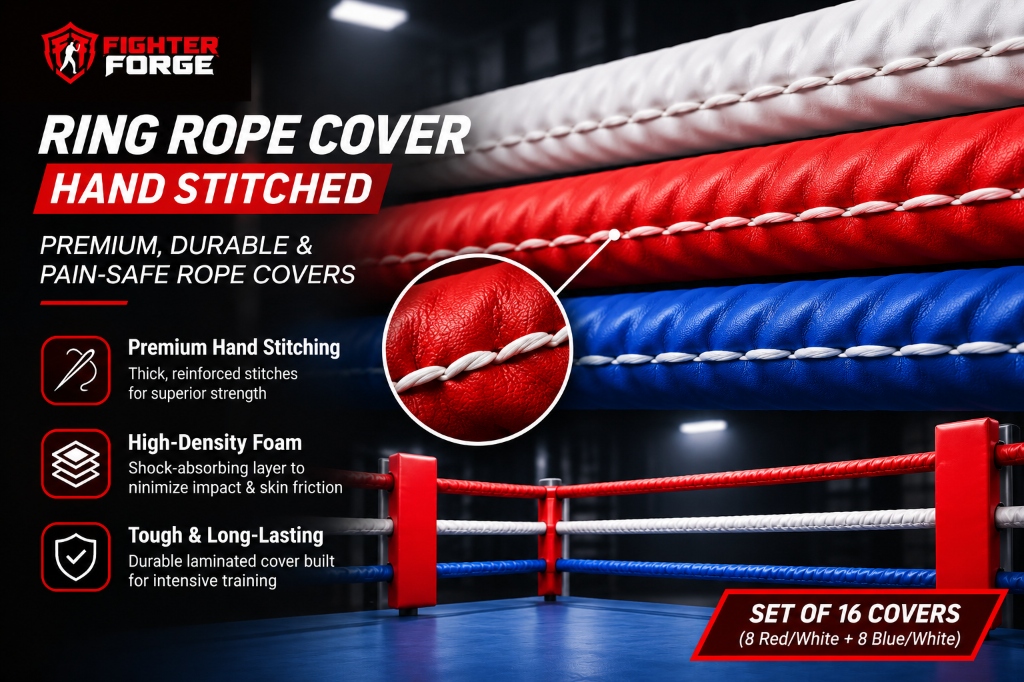 FIGHTER
FORGE
RING ROPE COVER
HAND STITCHED
PREMIUM, DURABLE &
PAIN-SAFE ROPE COVERS
Premium Hand Stitching
Thick, reinforced stitches
for superior strength
High-Density Foam
Shock-absorbing layer to
minimize impact & skin friction
Tough & Long-Lasting
Durable laminated cover built
for intensive training
SET OF 16 COVERS
(8 Red/White + 8 Blue/White)